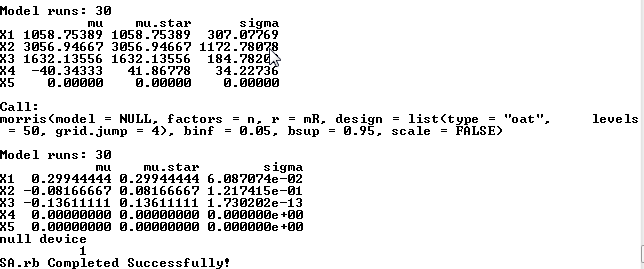 Model runs: 30
mu mu.star sigma
X1 1058.75389 1058.75389 307.07769
X2 3056.94667 3056.94667 1172.78078
X3 1632.13556 1632.13556
X4 -40.34333 41.86778 34.22736
X5 0.00000 0.00000 0.00000
Call:
morris(model = NULL, factors = n, r = mR, design = list(type = "oat", levels
= 50, grid.jump = 4), binf = 0.05, bsup = 0.95, scale = FALSE)
Model runs: 30
mu mu.star sigma
X1 0.29944444 0.29944444 6.087074e-02
X2 -0.08166667 0.08166667 1.217415e-01
X3 -0.13611111 0.13611111 1.730202e-13
X4 0.00000000 0.00000000 0.000000e+00
X5 0.00000000 0.00000000 0.000000e+00
null device
1
SA.rb Completed Successfully!